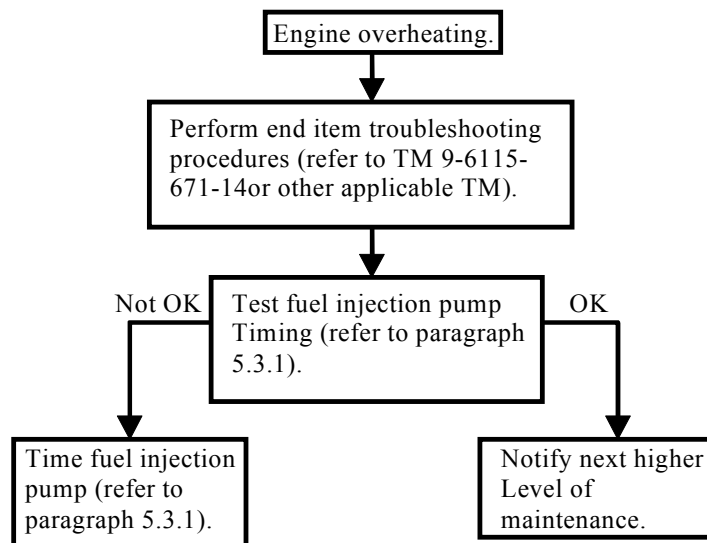 Engine overheating.
Perform end item troubleshooting
procedures (refer to TM 9-6115-
671-14or other applicable TM).
Not OK
Test fuel injection pump
Timing (refer to paragraph
5.3.1).
OK
Time fuel injection
pump (refer to
paragraph 5.3.1).
Notify next higher
Level of
maintenance.